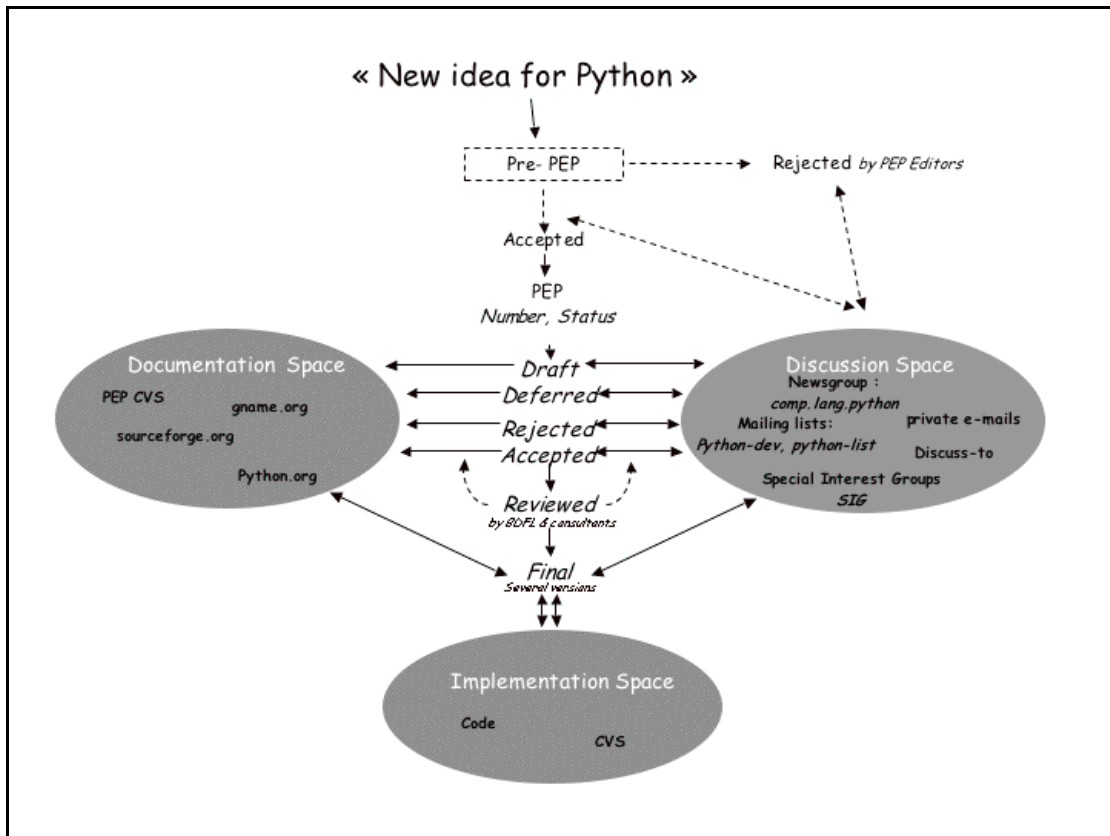 « New idea for Python »
Pre- PEP
Rejected by PEP Editors
Accepted
PEP
Number, Status
Documentation Space
PEP CVS
gname.org
sourceforge.org
Python.org
Draft
Deferred
Rejected
Accepted
Reviewed
by BDFL & consultants
Final
Several versions
Discussion Space
Newsgroup :
comp.lang.python
Mailing lists:
private e-mails
Python-dev, python-list
Discuss-to
Special Interest Groups
SIG
Implementation Space
Code
CVS